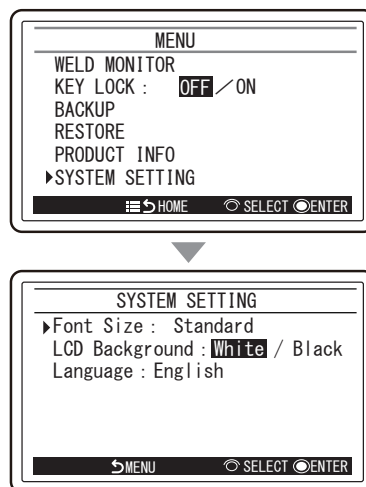 MENU
WELD MONITOR
KEY LOCK : OFF／ON
BACKUP
RESTORE
PRODUCT INFO
SYSTEM SETTING
HOME SELECT ENTER
SYSTEM SETTING
Font Size : Standard
LCD Background : White / Black
Language : English
MENU SELECT ENTER